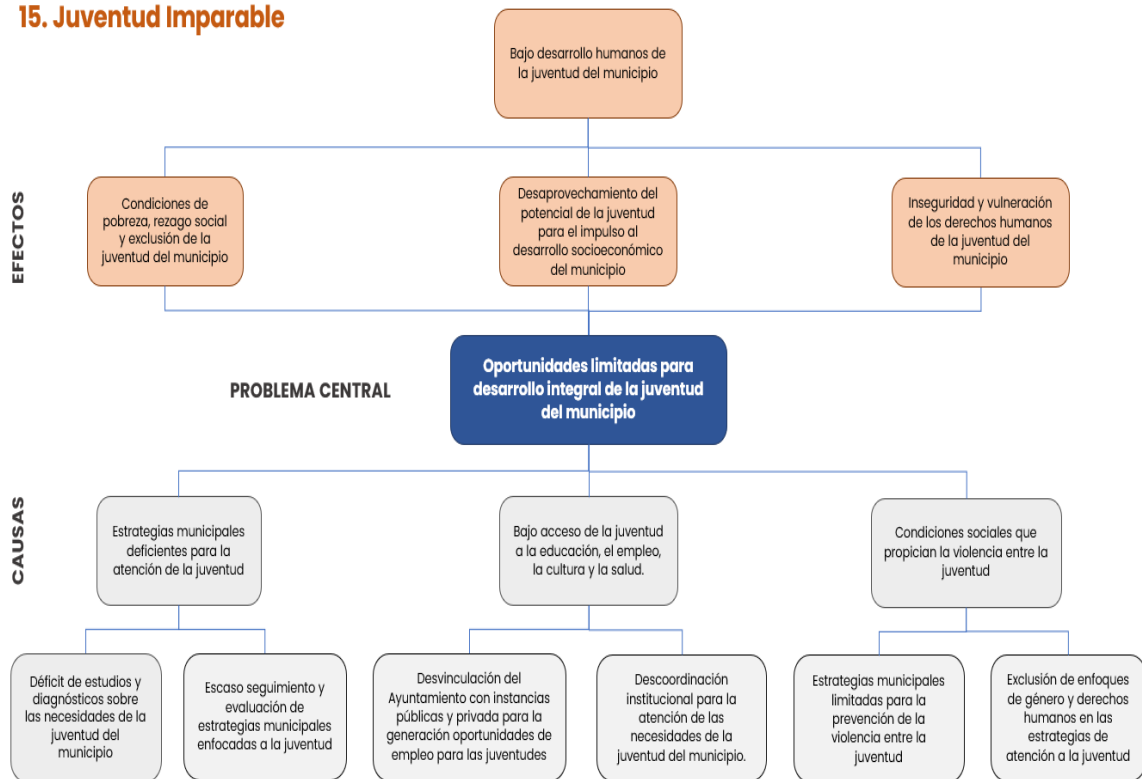 15. Juventud Imparable
Bajo desarrollo humanos de
la juventud del municipio
EFECTOS
Condiciones de
pobreza, rezago social
y exclusión de la
juventud del municipio
Desaprovechamiento del
potencial de la juventud
para el impulso al
desarrollo socioeconómico
del municipio
Inseguridad y vulneración
de los derechos humanos
de la juventud del
municipio
PROBLEMA CENTRAL
Oportunidades limitadas para
desarrollo integral de la juventud
del municipio
CAUSAS
Estrategias municipales
deficientes para la
atención de la juventud
Bajo acceso de la juventud
a la educación, el empleo,
la cultura y la salud.
Condiciones sociales que
propician la violencia entre la
juventud
Déficit de estudios y
diagnósticos sobre
las necesidades de la
juventud del
municipio
Escaso seguimiento y
evaluación de
estrategias municipales
enfocadas a la juventud
Desvinculación del
Ayuntamiento con instancias
públicas y privada para la
generación oportunidades de
empleo para las juventudes
Descoordinación
institucional para la
atención de las
necesidades de la
juventud del municipio.
Estrategias municipales
limitadas para la
prevención de la
violencia entre la
juventud
Exclusión de enfoques
de género y derechos
humanos en las
estrategias de
atención a la juventud